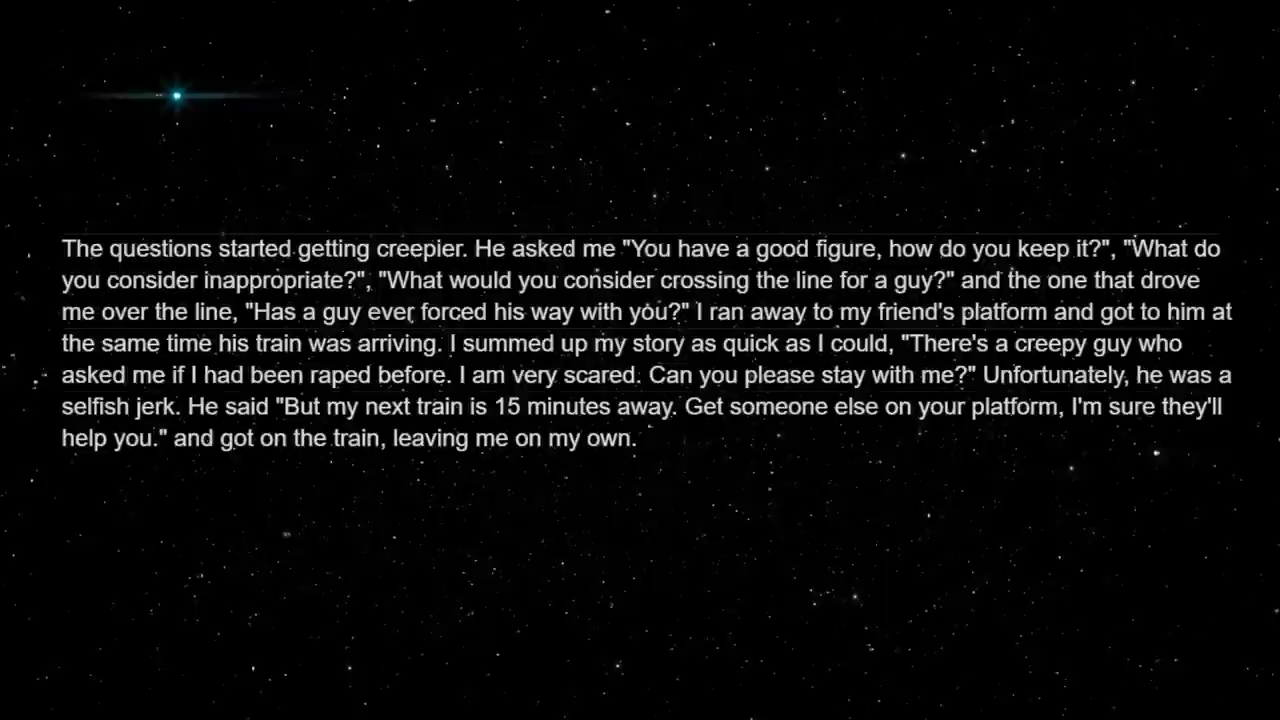 The questions started getting creepier. He asked me "You have a good figure, how do you keep it?", "What do
you consider inappropriate?", "What would you consider crossing the line for a guy?" and the one that drove
me over the line, "Has a guy ever forced his way with you?" I ran away to my friend's platform and got to him at
the same time his train was arriving. I summed up my story as quick as I could, "There's a creepy guy who
asked me if I had been raped before. I am very scared. Can you please stay with me?" Unfortunately, he was a
selfish jerk. He said "But my next train is 15 minutes away. Get someone else on your platform, I'm sure they'll
help you." and got on the train, leaving me on my own.